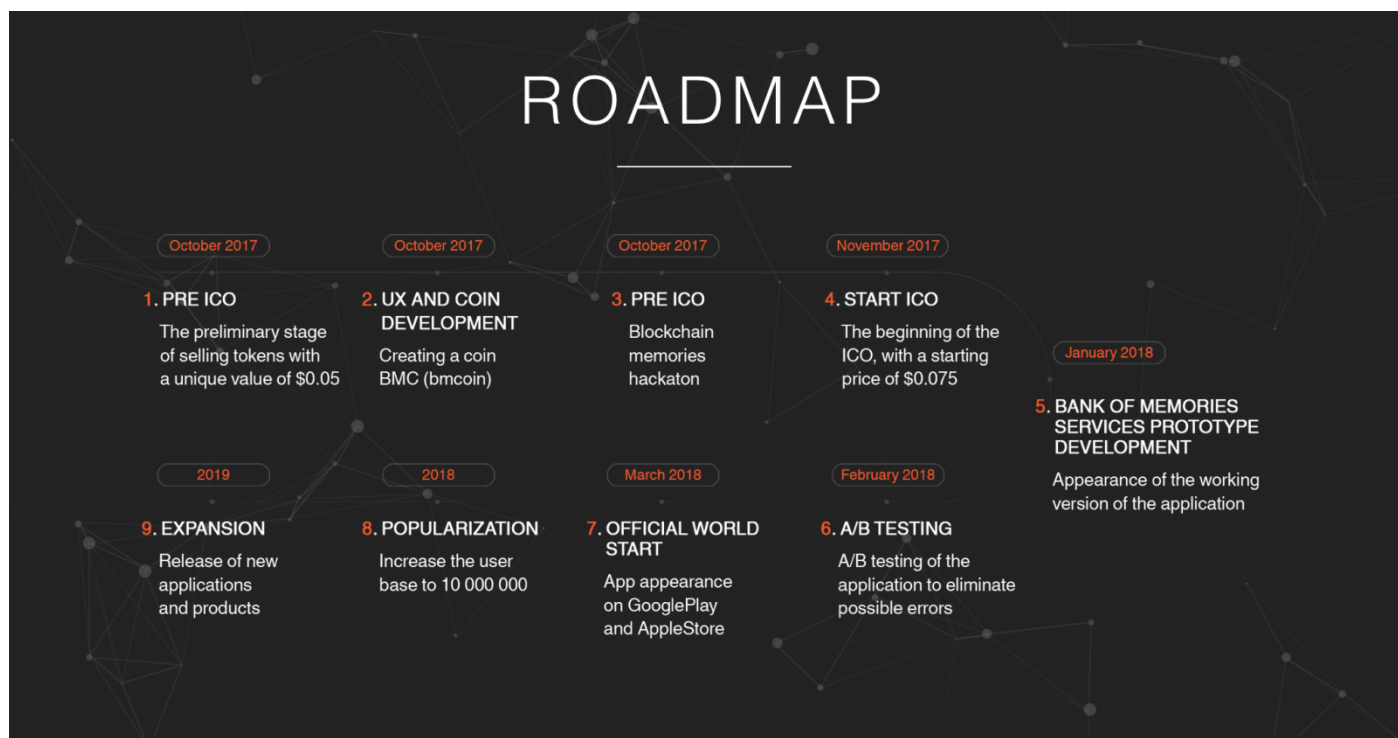 ROADMAP
October 2017
1. PRE ICO
The preliminary stage
of selling tokens with
a unique value of $0.05
October 2017
2. UX AND COIN
DEVELOPMENT
Creating a coin
BMC (bmcoin)
October 2017
3. PRE ICO
Blockchain
memories
hackaton
November 2017
4. START ICO
The beginning of the
ICO, with a starting
price of $0.075
January 2018
5. BANK OF MEMORIES
SERVICES PROTOTYPE
DEVELOPMENT
Appearance of the working
version of the application
February 2018
6. A/B TESTING
A/B testing of the
application to eliminate
possible errors
March 2018
7. OFFICIAL WORLD
START
App appearance
on GooglePlay
and AppleStore
2018
8. POPULARIZATION
Increase the user
base to 10 000 000
2019
9. EXPANSION
Release of new
applications
and products